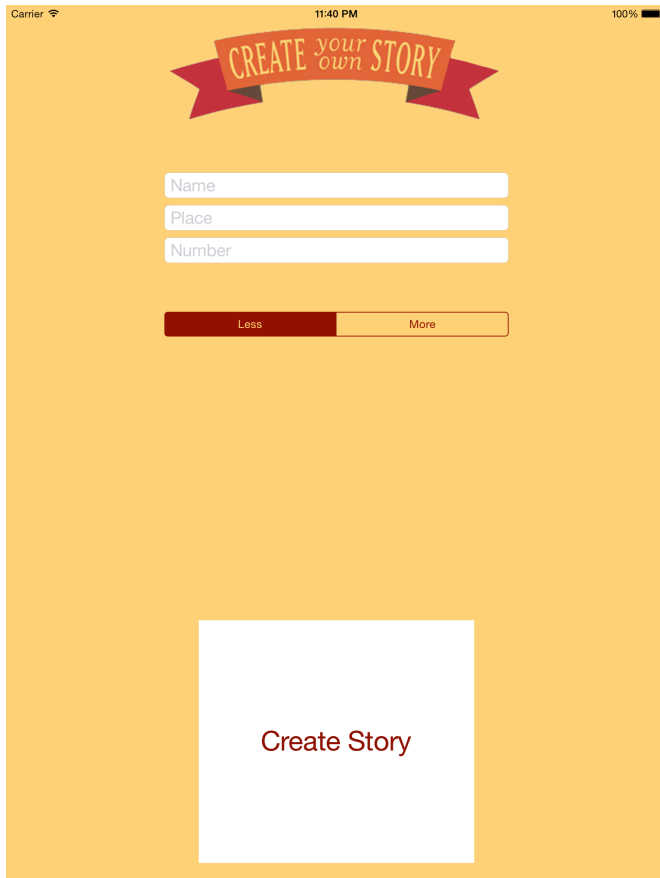 Carrier 11:40 PM 100%
CREATE your own STORY
Name
Place
Number
Less More
Create Story